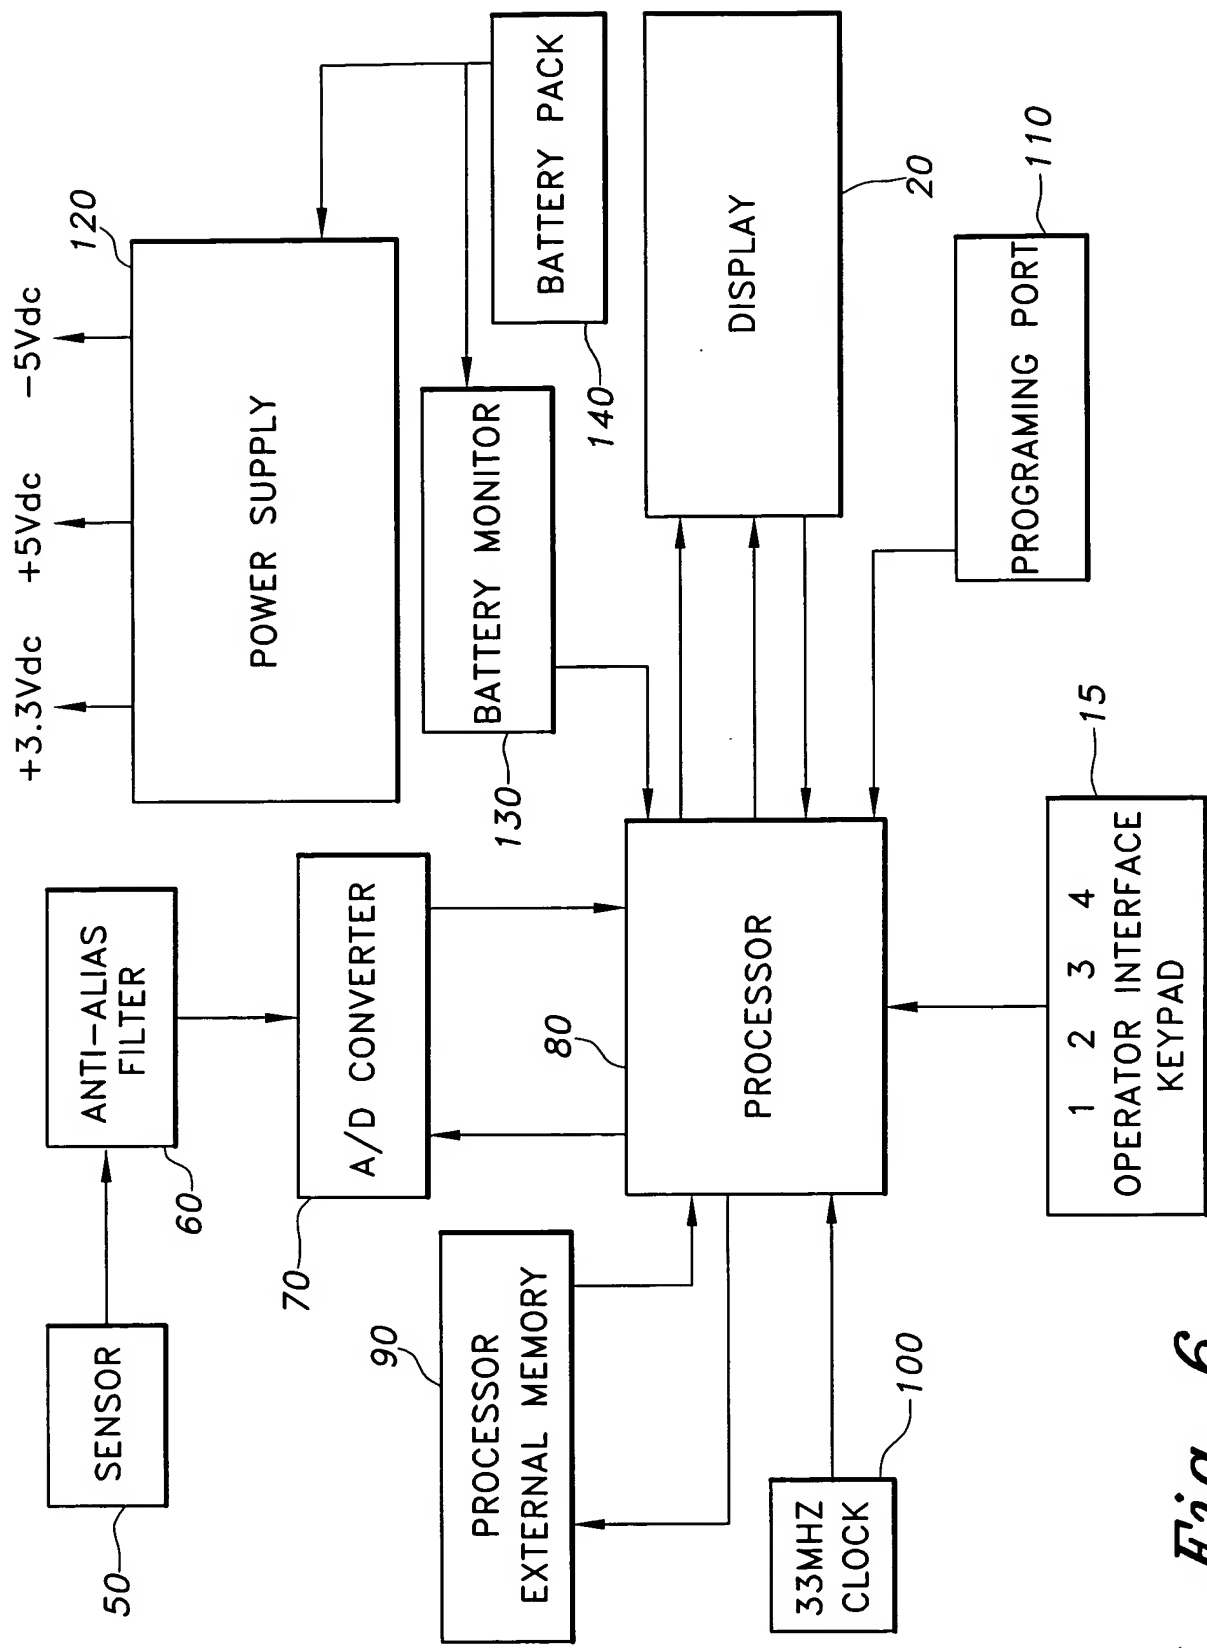 50
SENSOR
60
ANTI-ALIAS
FILTER
+3.3Vdc
+5Vdc
-5Vdc
120
POWER SUPPLY
70
A/D CONVERTER
90
PROCESSOR
EXTERNAL MEMORY
130
BATTERY MONITOR
140
BATTERY PACK
80
PROCESSOR
DISPLAY
20
33MHZ
CLOCK
100
PROGRAMING PORT
110
15
1 2 3 4
OPERATOR INTERFACE
KEYPAD
Fig. 6